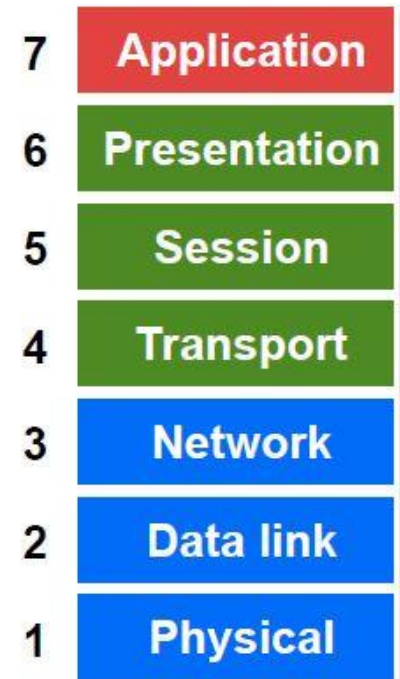 7 Application
6 Presentation
5 Session
4 Transport
3 Network
2 Data link
1 Physical